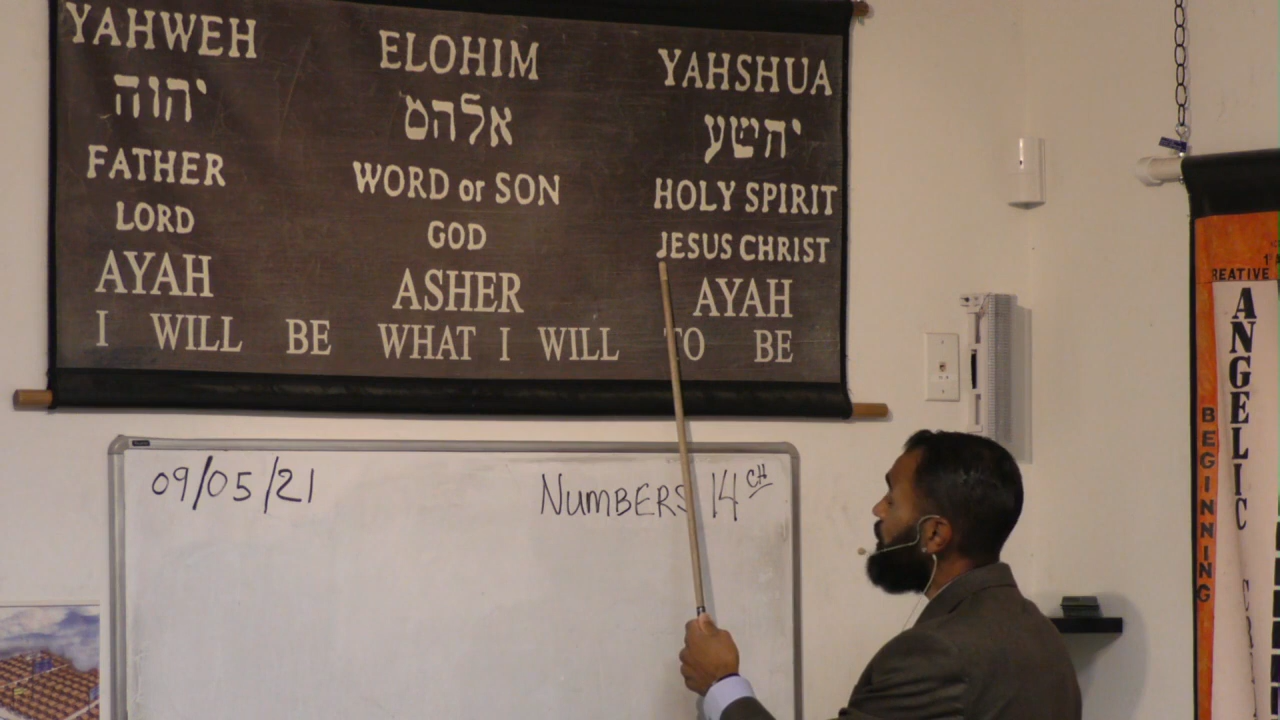 YAHWEH ELOHIM YAHSHUA
יהוה אלהם יהשע
FATHER WORD or SON HOLY SPIRIT
LORD GOD JESUS CHRIST
AYAH ASHER AYAH
I WILL BE WHAT I WILL TO BE
09/05/21 NUMBERS 14 CH
REATIVE
ANGELIC
BEGINNING